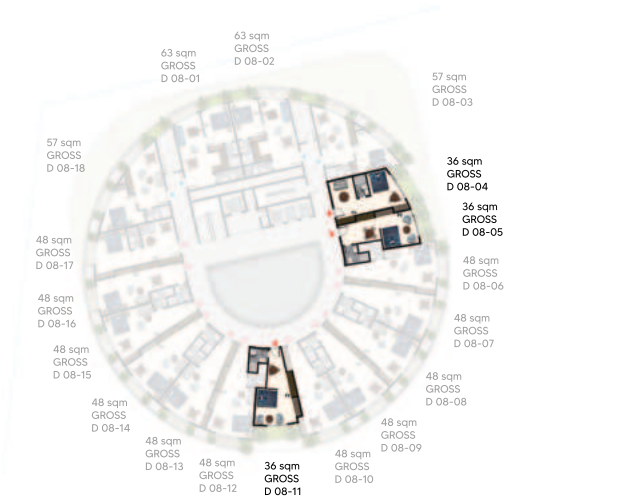 63 sqm
GROSS
D 08-01
63 sqm
GROSS
D 08-02
57 sqm
GROSS
D 08-03
36 sqm
GROSS
D 08-04
36 sqm
GROSS
D 08-05
48 sqm
GROSS
D 08-06
48 sqm
GROSS
D 08-07
48 sqm
GROSS
D 08-08
48 sqm
GROSS
D 08-09
48 sqm
GROSS
D 08-10
36 sqm
GROSS
D 08-11
48 sqm
GROSS
D 08-12
48 sqm
GROSS
D 08-13
48 sqm
GROSS
D 08-14
48 sqm
GROSS
D 08-15
48 sqm
GROSS
D 08-16
48 sqm
GROSS
D 08-17
57 sqm
GROSS
D 08-18